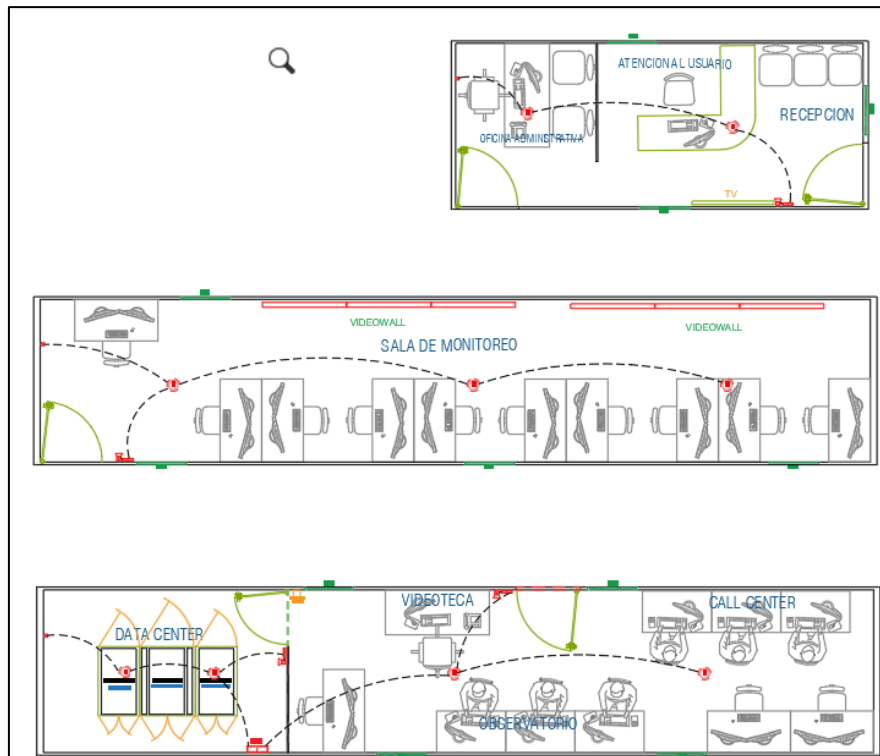 ATENCION AL USUARIO
RECEPCION
OFICINA ADMINISTRATIVA
TV
VIDEOWALL
VIDEOWALL
SALA DE MONITOREO
VIDEOTECA
CALL CENTER
DATA CENTER
OBSERVATORIO